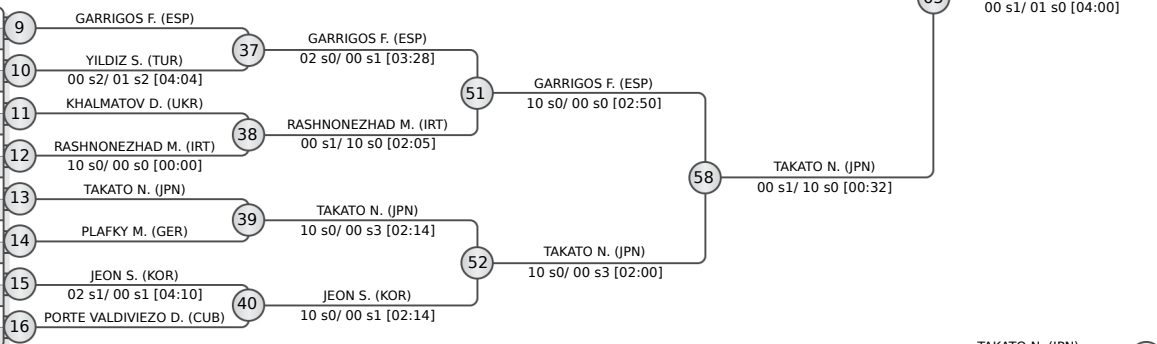 00 s1/ 01 s0 [04:00]
9
GARRIGOS F. (ESP)
37
GARRIGOS F. (ESP)
02 s0/ 00 s1 [03:28]
10
YILDIZ S. (TUR)
00 s2/ 01 s2 [04:04]
51
GARRIGOS F. (ESP)
10 s0/ 00 s0 [02:50]
11
KHALMATOV D. (UKR)
38
RASHNONEZHAD M. (IRT)
00 s1/ 10 s0 [02:05]
12
RASHNONEZHAD M. (IRT)
10 s0/ 00 s0 [00:00]
58
TAKATO N. (JPN)
00 s1/ 10 s0 [00:32]
13
TAKATO N. (JPN)
39
TAKATO N. (JPN)
10 s0/ 00 s3 [02:14]
14
PLAFKY M. (GER)
52
TAKATO N. (JPN)
10 s0/ 00 s3 [02:00]
15
JEON S. (KOR)
02 s1/ 00 s1 [04:10]
40
JEON S. (KOR)
10 s0/ 00 s1 [02:14]
16
PORTE VALDIVIEZO D. (CUB)
TAKATO N. (JPN)